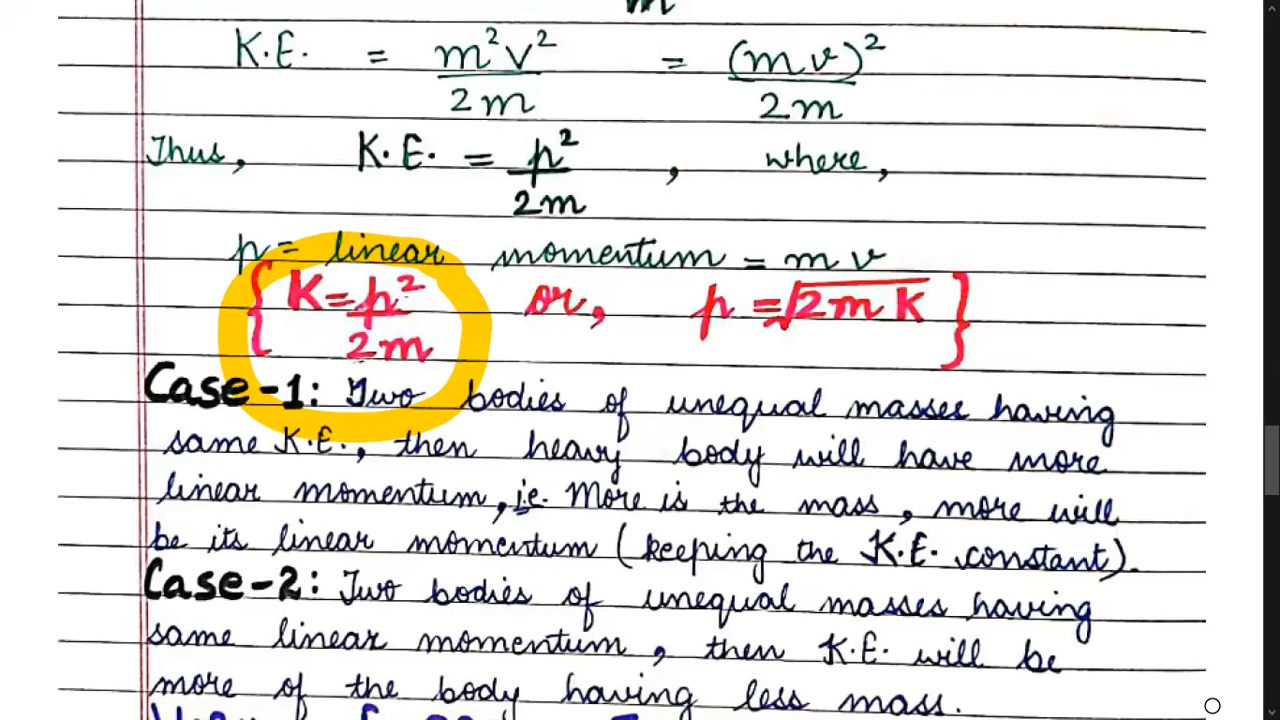 m
K.E. = m²v²/2m = (mv)²/2m
Thus, K.E. = p²/2m , where,
p = linear momentum = mv
{ K = p²/2m or, p = √2mk }
Case-1: Two bodies of unequal masses having
same K.E., then heavy body will have more
linear momentum, i.e. More is the mass, more will
be its linear momentum (keeping the K.E. constant).
Case-2: Two bodies of unequal masses having
same linear momentum, then K.E. will be
more of the body having less mass.